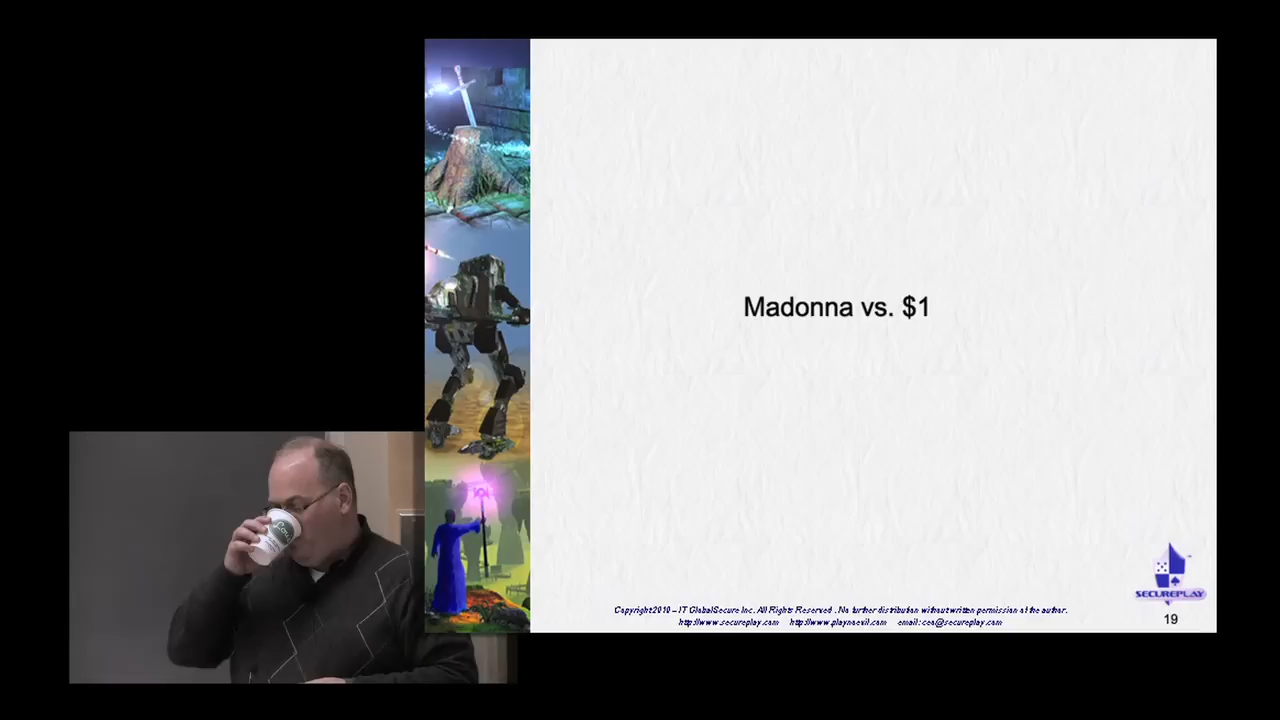 Madonna vs. $1
SECUREPLAY
Copyright 2010 – IT GlobalSecure Inc. All Rights Reserved. No further distribution without written permission of the author.
http://www.secureplay.com http://www.playnoevil.com email: ceo@secureplay.com
19